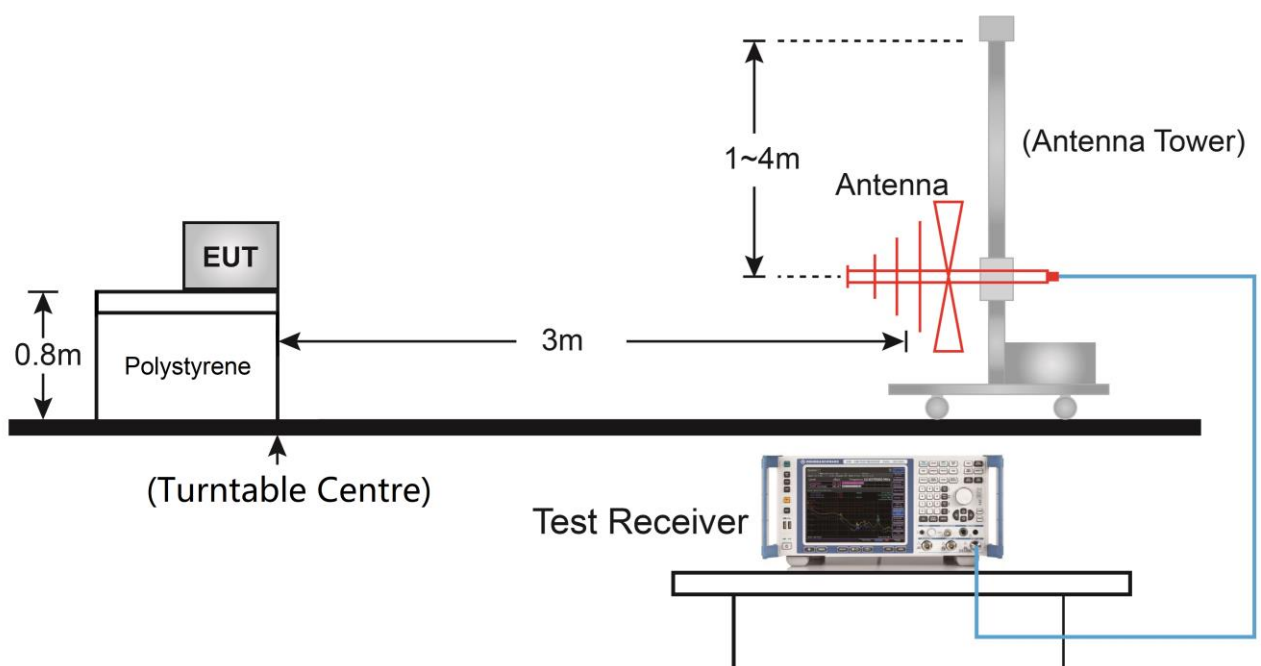 1~4m
(Antenna Tower)
Antenna
EUT
0.8m
Polystyrene
3m
(Turntable Centre)
Test Receiver